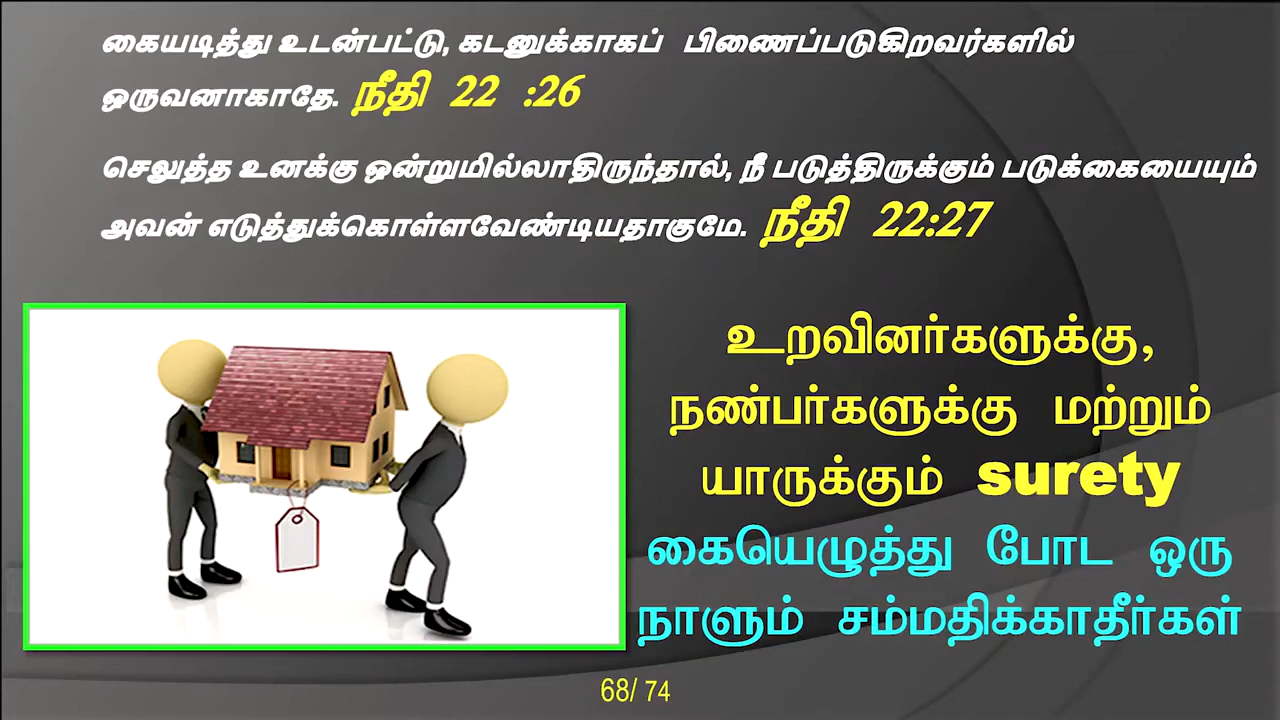 கையடித்து உடன்பட்டு, கடனுக்காகப் பிணைப்படுகிறவர்களில்
ஒருவனாகாதே. நீதி 22 :26
செலுத்த உனக்கு ஒன்றுமில்லாதிருந்தால், நீ படுத்திருக்கும் படுக்கையையும்
அவன் எடுத்துக்கொள்ளவேண்டியதாகுமே. நீதி 22:27
உறவினர்களுக்கு,
நண்பர்களுக்கு மற்றும்
யாருக்கும் surety
கையெழுத்து போட ஒரு
நாளும் சம்மதிக்காதீர்கள்
68/ 74